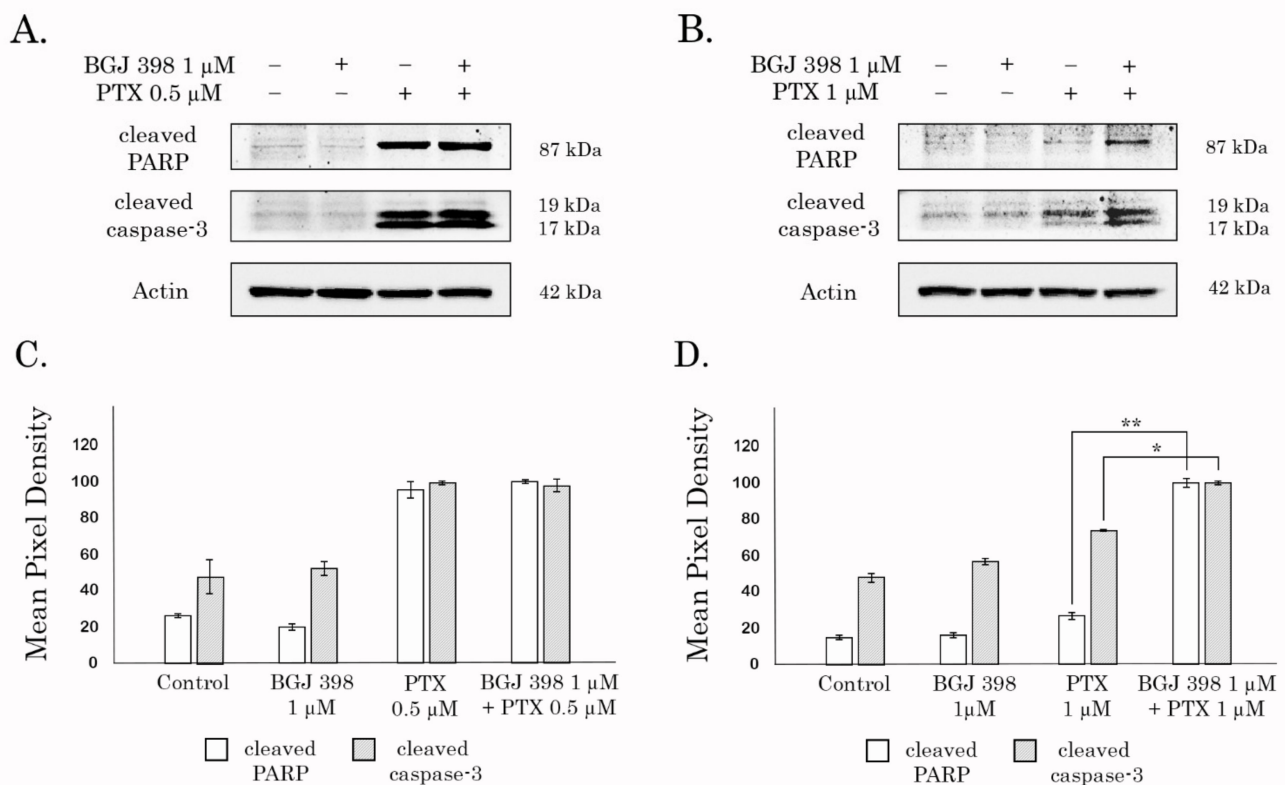 A.
BGJ 398 1 μM – + – +
PTX 0.5 μM – – + +
cleaved
PARP
87 kDa
cleaved
caspase-3
19 kDa
17 kDa
Actin
42 kDa
B.
BGJ 398 1 μM – + – +
PTX 1 μM – – + +
cleaved
PARP
87 kDa
cleaved
caspase-3
19 kDa
17 kDa
Actin
42 kDa
C.
Mean Pixel Density
120
100
80
60
40
20
0
Control
BGJ 398
1 μM
PTX
0.5 μM
BGJ 398 1 μM
+ PTX 0.5 μM
cleaved
PARP
cleaved
caspase-3
D.
Mean Pixel Density
120
100
80
60
40
20
0
**
*
Control
BGJ 398
1μM
PTX
1 μM
BGJ 398 1 μM
+ PTX 1 μM
cleaved
PARP
cleaved
caspase-3